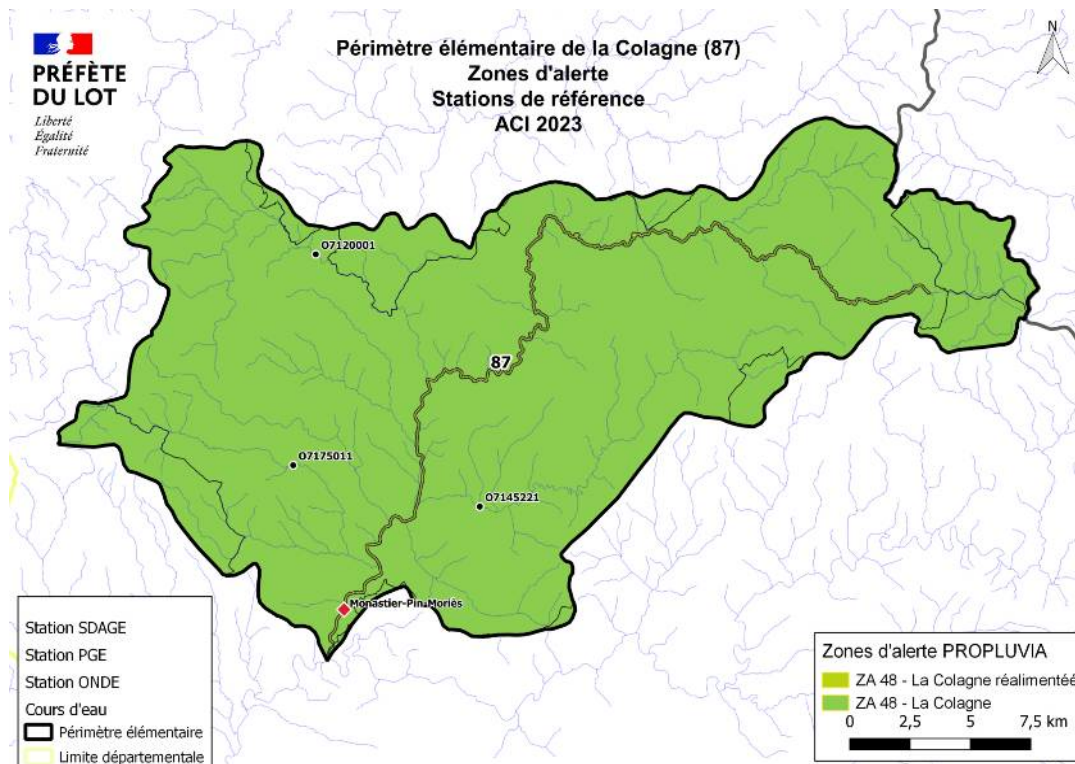 PRÉFÈTE
DU LOT
Liberté
Égalité
Fraternité
Périmètre élémentaire de la Colagne (87)
Zones d'alerte
Stations de référence
ACI 2023
N
O7120001
87
O7175011
O7145221
Monastier-Pin-Moriès
Station SDAGE
Station PGE
Station ONDE
Cours d'eau
Périmètre élémentaire
Limite départementale
Zones d'alerte PROPLUVIA
ZA 48 - La Colagne réalimentéé
ZA 48 - La Colagne
0 2,5 5 7,5 km